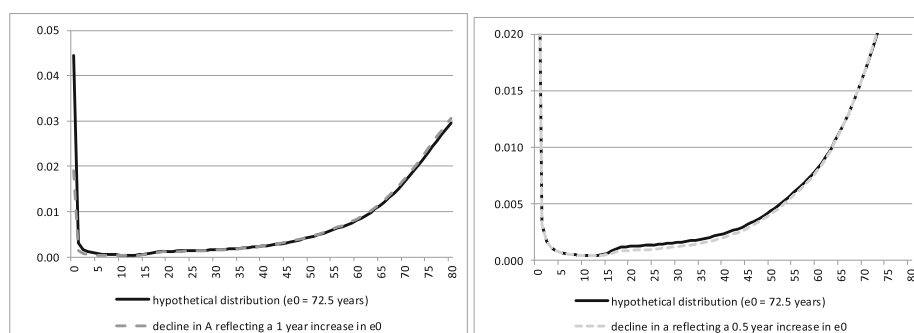 0.05
0.04
0.03
0.02
0.01
0.00
0 5 10 15 20 25 30 35 40 45 50 55 60 65 70 75 80
hypothetical distribution (e0 = 72.5 years)
decline in A reflecting a 1 year increase in e0
0.020
0.015
0.010
0.005
0.000
0 5 10 15 20 25 30 35 40 45 50 55 60 65 70 75 80
hypothetical distribution (e0 = 72.5 years)
decline in a reflecting a 0.5 year increase in e0